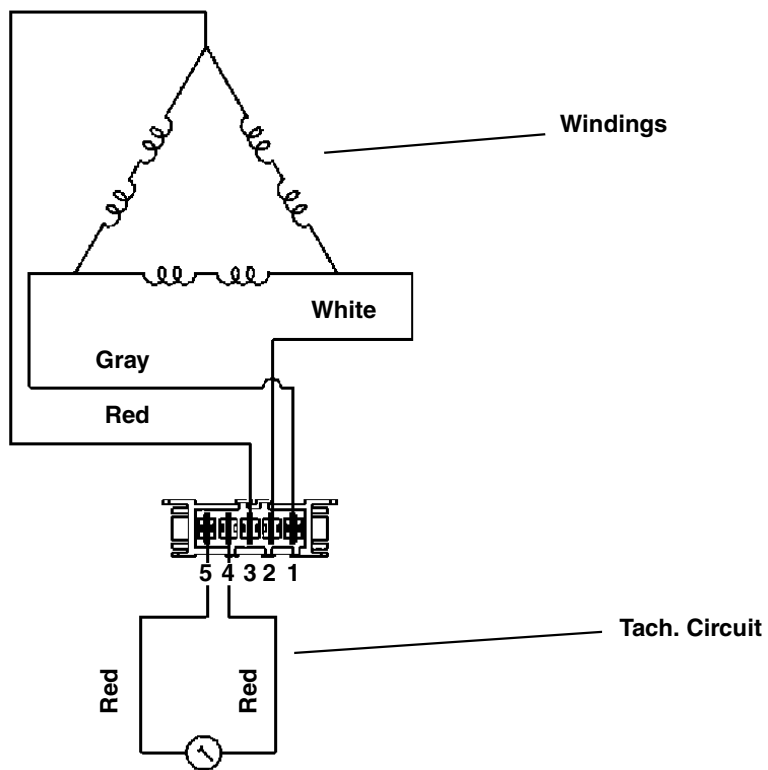 Windings
White
Gray
Red
5 4 3 2 1
Tach. Circuit
Red
Red